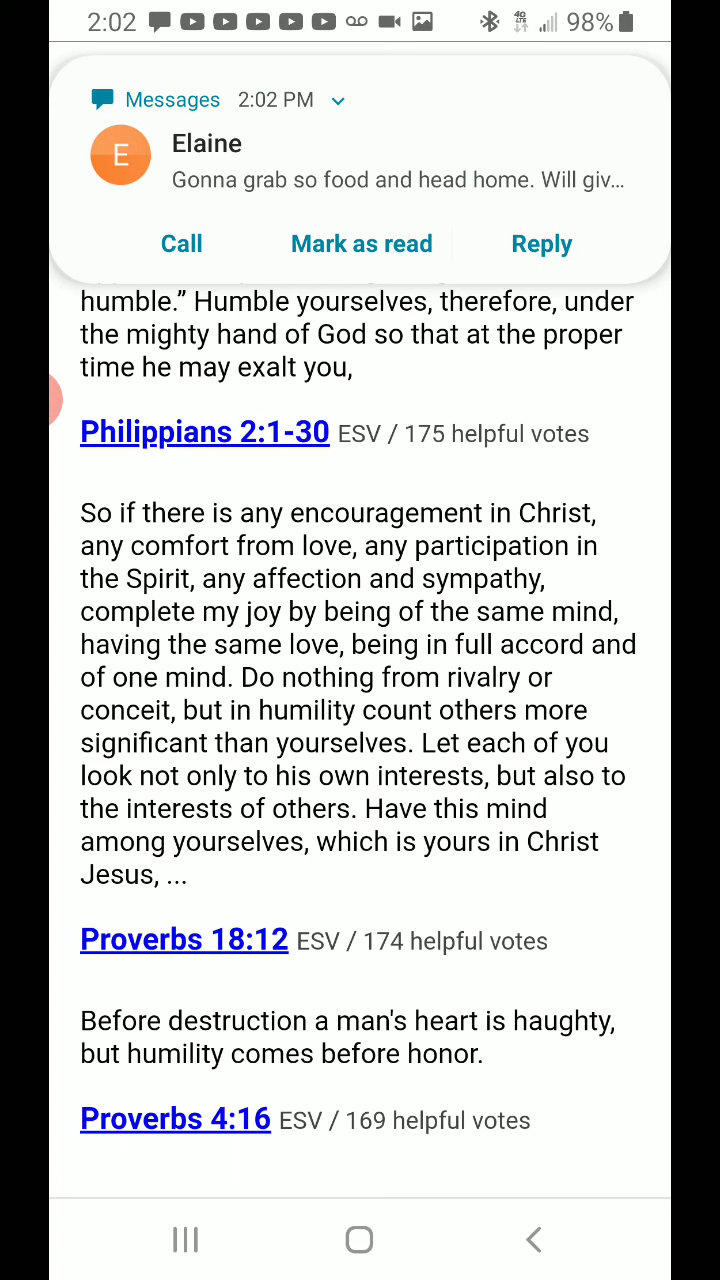 2:02 4G LTE 98%
Messages 2:02 PM
E
Elaine
Gonna grab so food and head home. Will giv...
Call Mark as read Reply
humble.” Humble yourselves, therefore, under
the mighty hand of God so that at the proper
time he may exalt you,
Philippians 2:1-30 ESV / 175 helpful votes
So if there is any encouragement in Christ,
any comfort from love, any participation in
the Spirit, any affection and sympathy,
complete my joy by being of the same mind,
having the same love, being in full accord and
of one mind. Do nothing from rivalry or
conceit, but in humility count others more
significant than yourselves. Let each of you
look not only to his own interests, but also to
the interests of others. Have this mind
among yourselves, which is yours in Christ
Jesus, ...
Proverbs 18:12 ESV / 174 helpful votes
Before destruction a man's heart is haughty,
but humility comes before honor.
Proverbs 4:16 ESV / 169 helpful votes